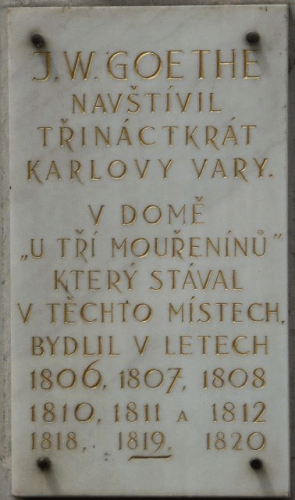 J. W. GOETHE
NAVŠTÍVIL
TŘINÁCTKRÁT
KARLOVY VARY.
V DOMĚ
„U TŘÍ MOUŘENÍNŮ"
KTERÝ STÁVAL
V TĚCHTO MÍSTECH,
BYDLIL V LETECH
1806, 1807, 1808
1810, 1811 A 1812
1818, 1819, 1820